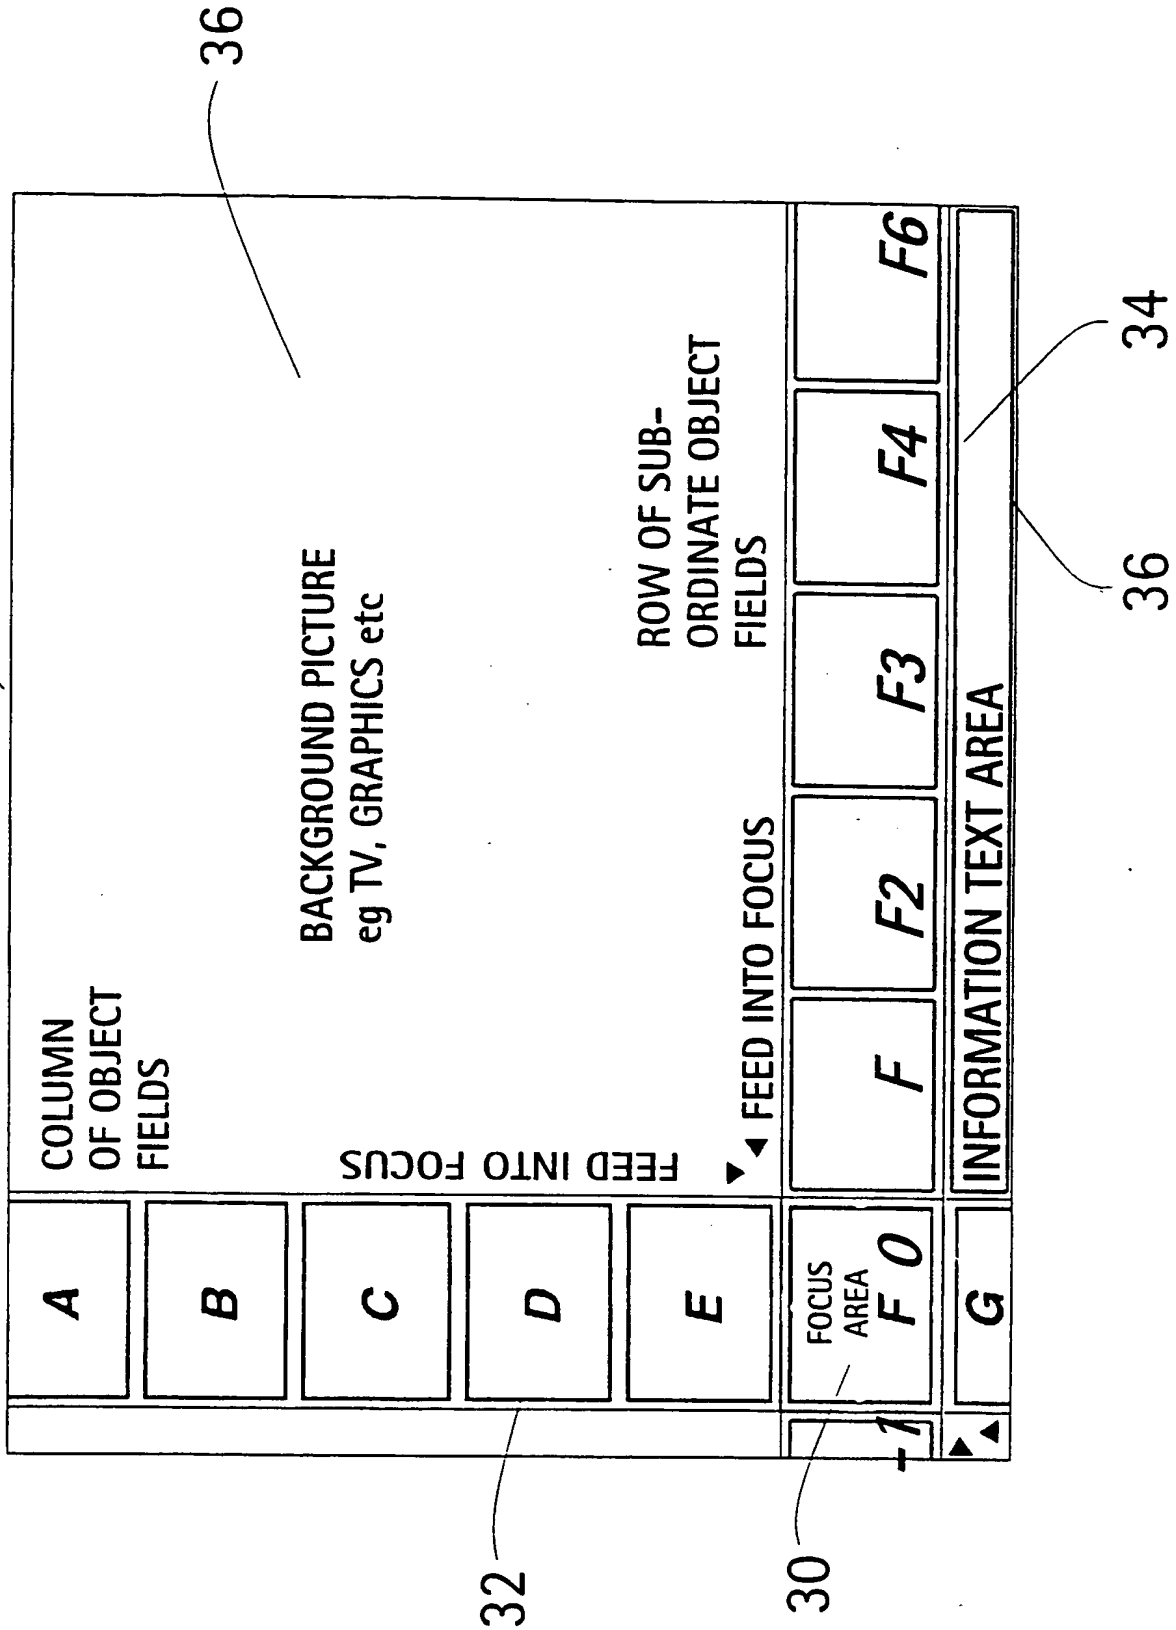 36
COLUMN
OF OBJECT
FIELDS
A
B
C
D
E
BACKGROUND PICTURE
eg TV, GRAPHICS etc
FEED INTO FOCUS
ROW OF SUB-
ORDINATE OBJECT
FIELDS
FEED INTO FOCUS
32
30
-1
FOCUS
AREA
F 0
F
F2
F3
F4
F6
G
INFORMATION TEXT AREA
36
34